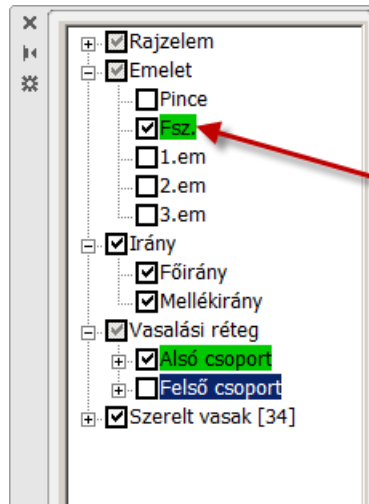 Rajzelem
Emelet
Pince
Fsz.
1.em
2.em
3.em
Irány
Főirány
Mellékirány
Vasalási réteg
Alsó csoport
Felső csoport
Szerelt vasak [34]